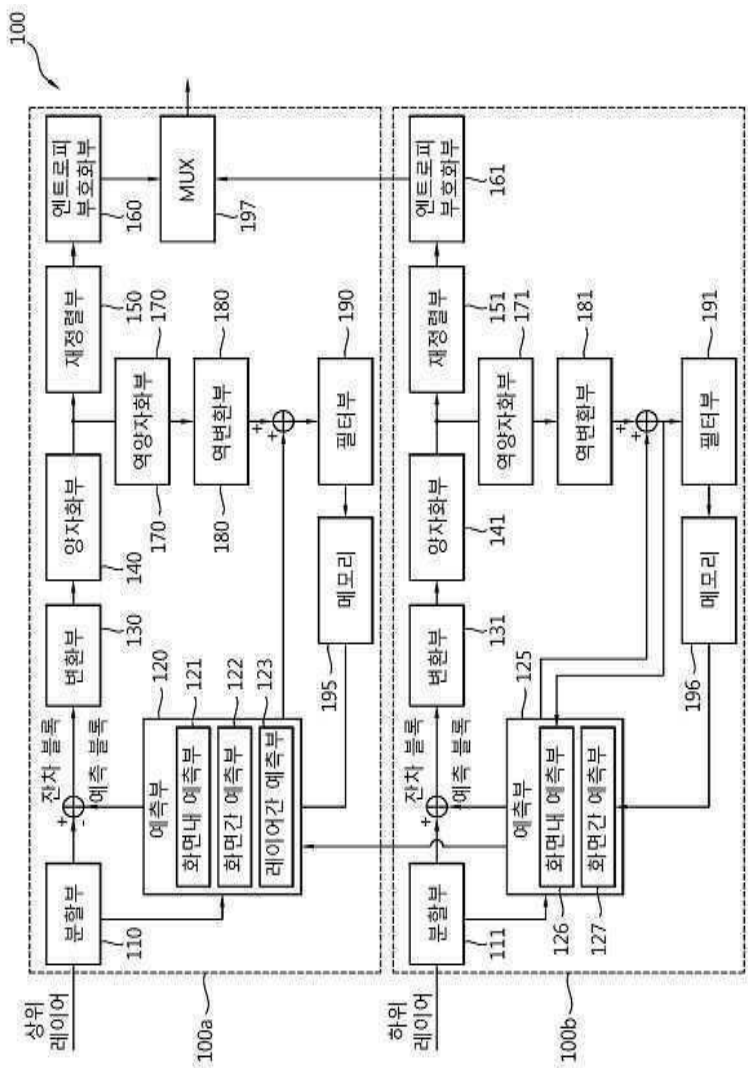 100
상위
레이어
분할부
110
잔차 블록
예측 블록
+
-
변환부
130
양자화부
140
재정렬부
150
엔트로피
부호화부
160
MUX
197
예측부
120
화면내 예측부
121
화면간 예측부
122
레이어간 예측부
123
역양자화부
170
170
역변환부
180
180
+
+
필터부
190
메모리
195
100a
하위
레이어
분할부
111
잔차 블록
예측 블록
+
-
변환부
131
양자화부
141
재정렬부
151
엔트로피
부호화부
161
예측부
125
화면내 예측부
126
화면간 예측부
127
역양자화부
171
역변환부
181
+
+
필터부
191
메모리
196
100b